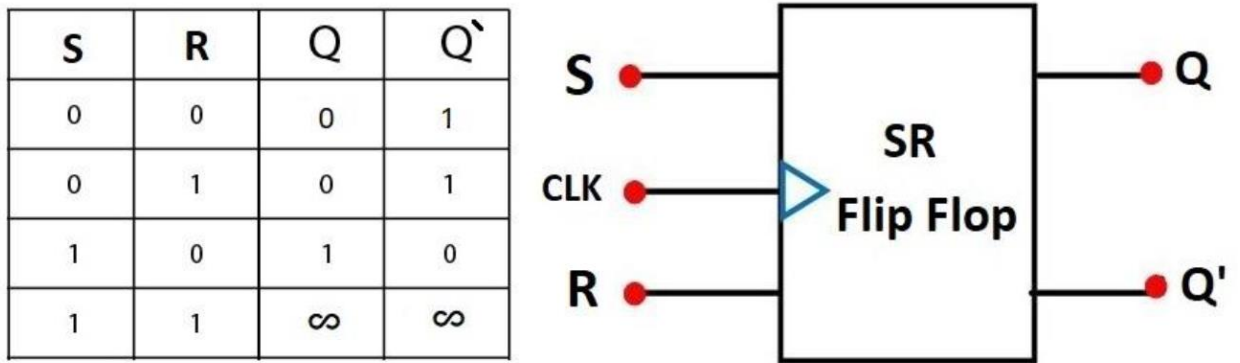 S R Q Q`
0 0 0 1
0 1 0 1
1 0 1 0
1 1 ∞ ∞
S
CLK
R
SR
Flip Flop
Q
Q'